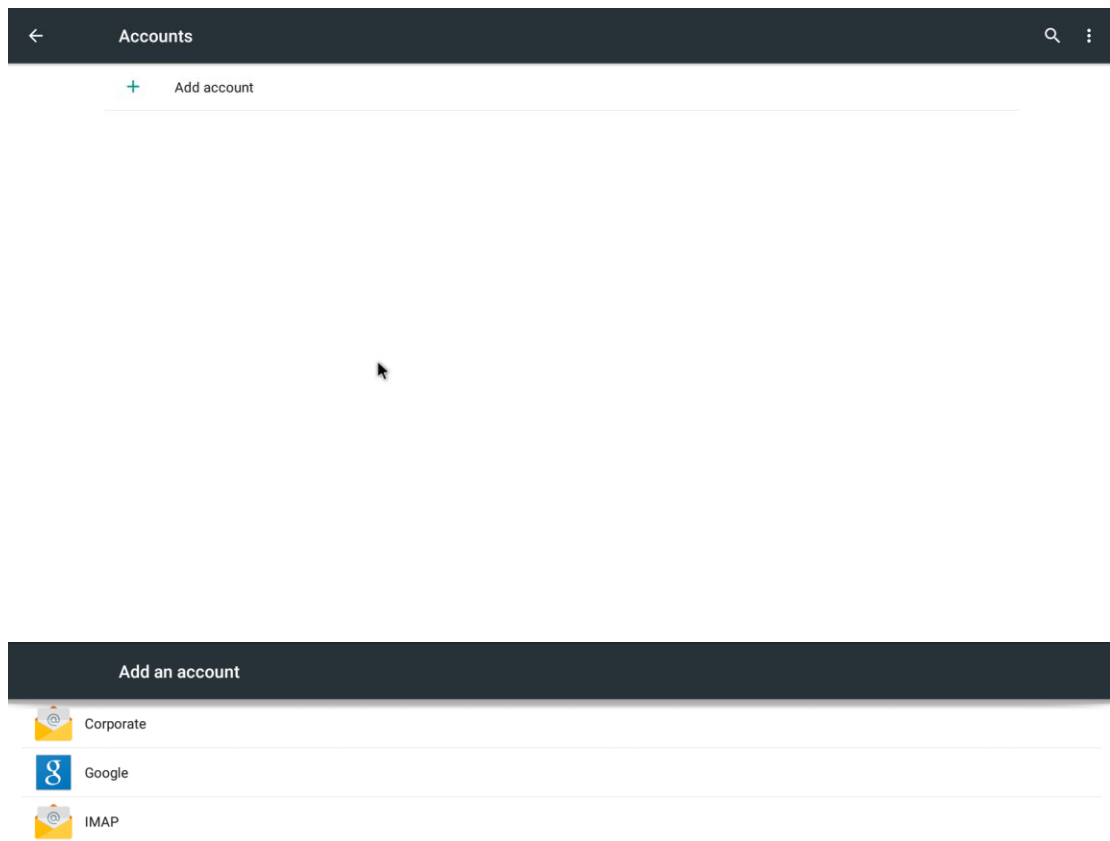 Accounts
Add account
Add an account
@ Corporate
g Google
@ IMAP